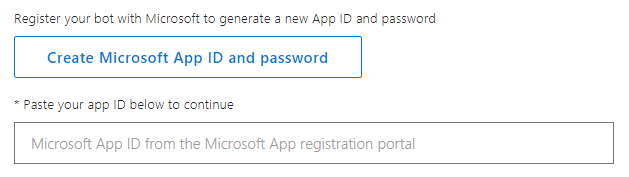 Register your bot with Microsoft to generate a new App ID and password
Create Microsoft App ID and password
* Paste your app ID below to continue
Microsoft App ID from the Microsoft App registration portal